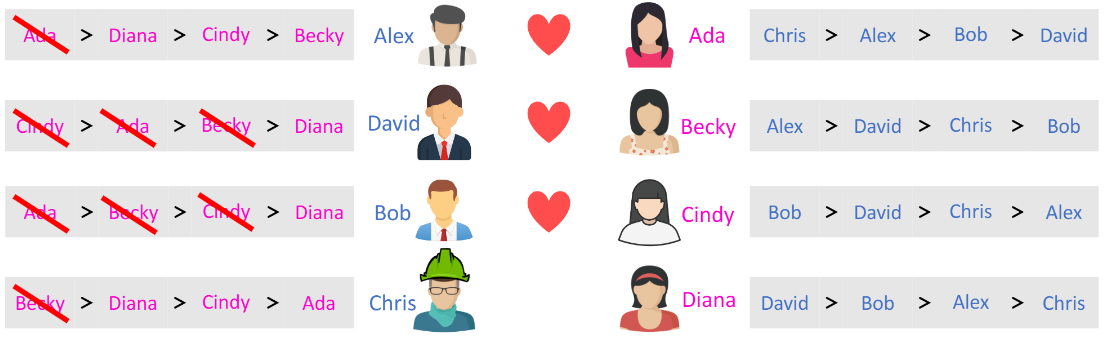 Ada > Diana > Cindy > Becky Alex Ada Chris > Alex > Bob > David
Cindy > Ada > Becky > Diana David Becky Alex > David > Chris > Bob
Ada > Becky > Cindy > Diana Bob Cindy Bob > David > Chris > Alex
Becky > Diana > Cindy > Ada Chris Diana David > Bob > Alex > Chris